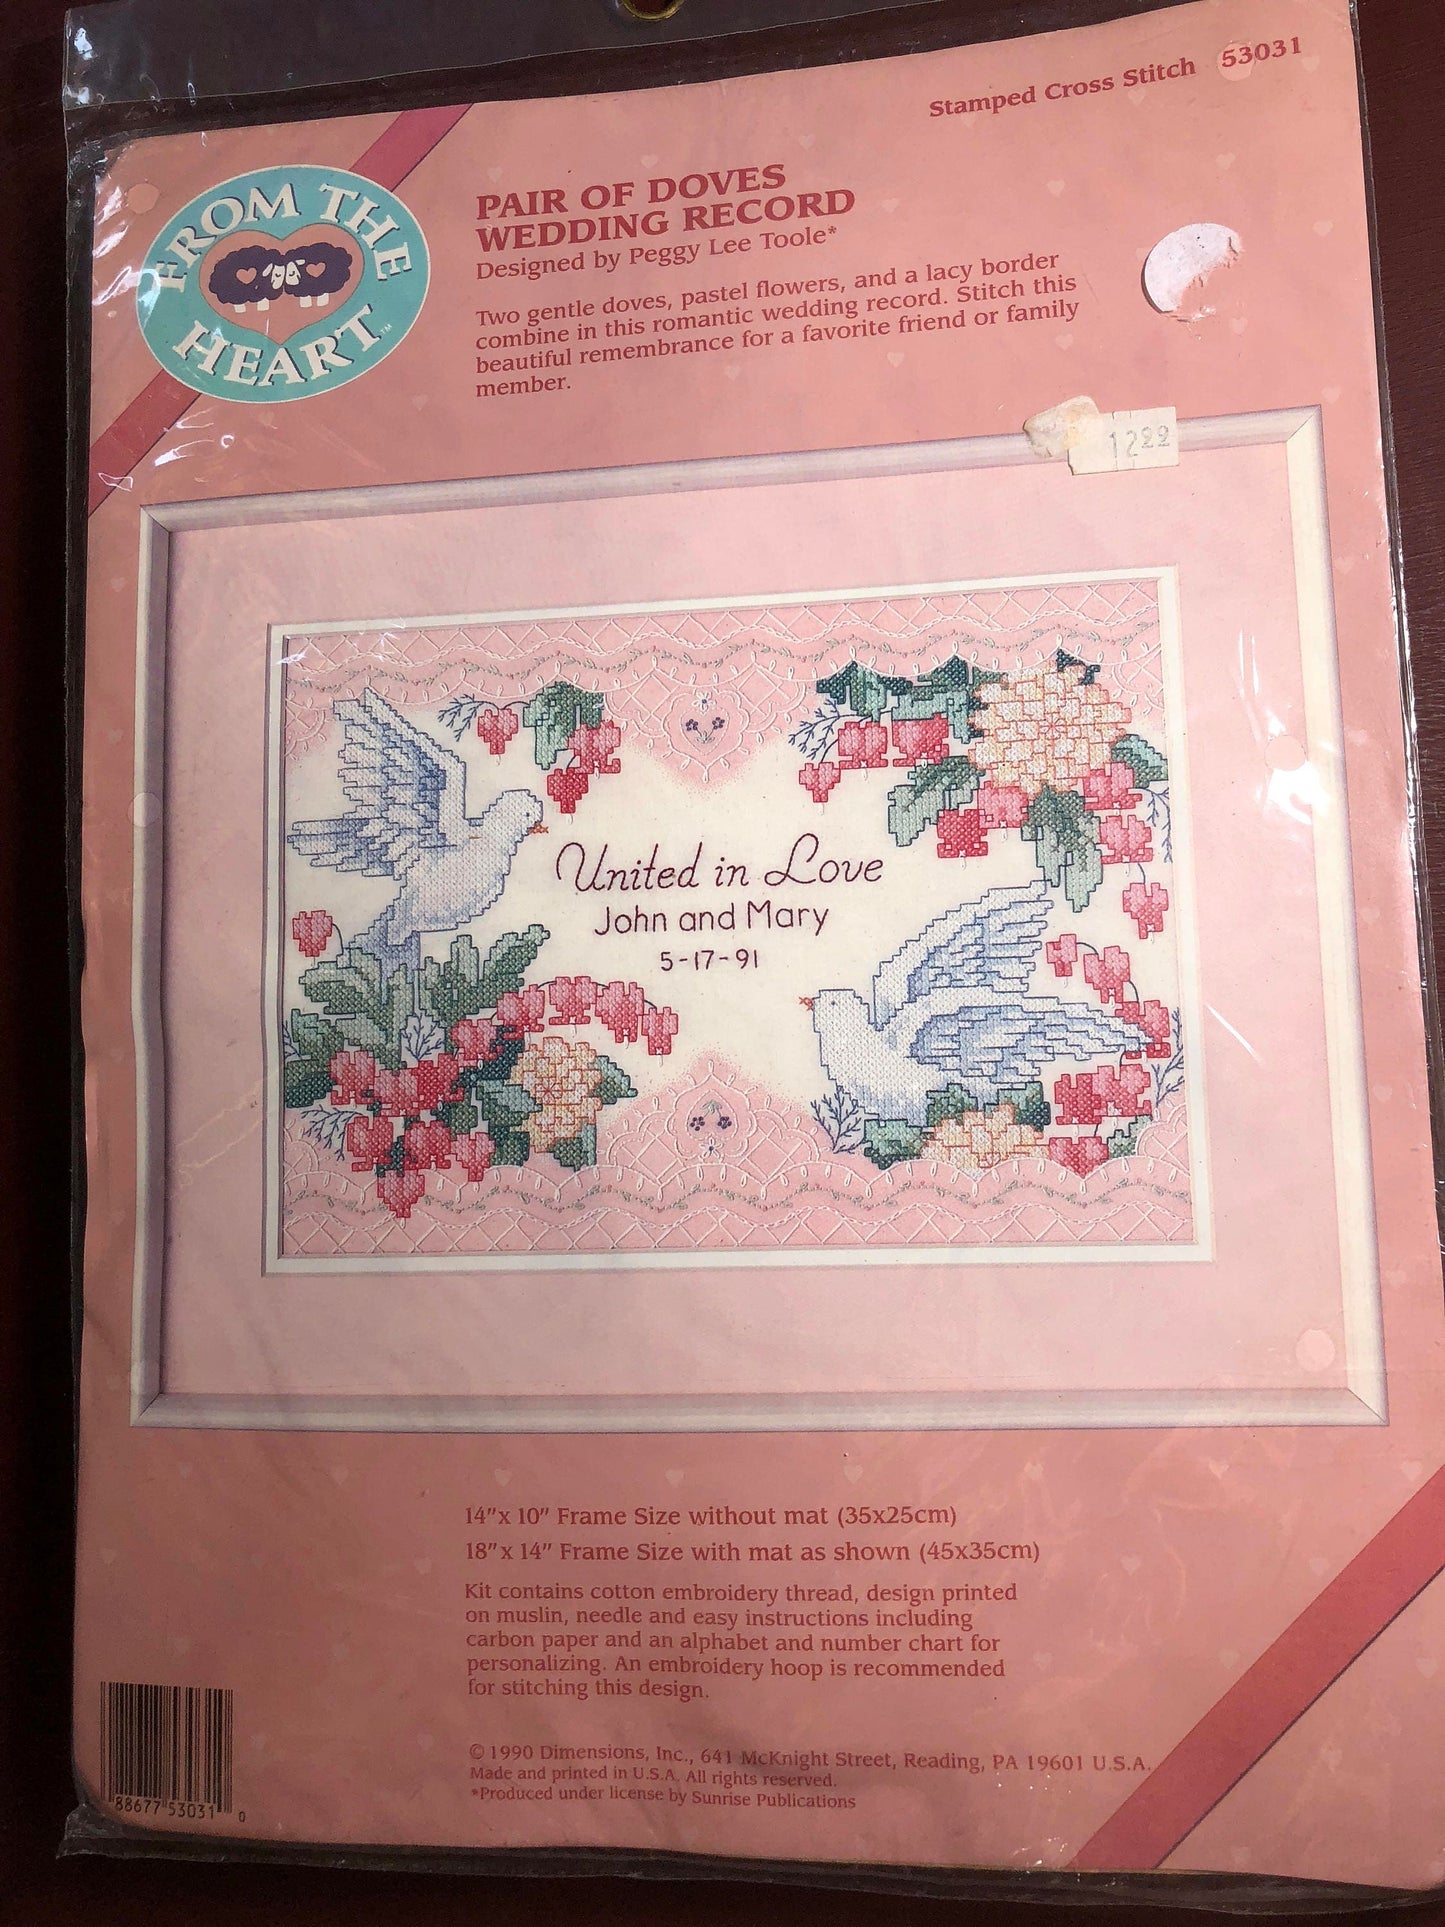 Stamped Cross Stitch 53031
FROM THE
HEART™
PAIR OF DOVES
WEDDING RECORD
Designed by Peggy Lee Toole*
Two gentle doves, pastel flowers, and a lacy border
combine in this romantic wedding record. Stitch this
beautiful remembrance for a favorite friend or family
member.
12 99
United in Love
John and Mary
5-17-91
14"x 10" Frame Size without mat (35x25cm)
18"x 14" Frame Size with mat as shown (45x35cm)
Kit contains cotton embroidery thread, design printed
on muslin, needle and easy instructions including
carbon paper and an alphabet and number chart for
personalizing. An embroidery hoop is recommended
for stitching this design.
© 1990 Dimensions, Inc., 641 McKnight Street, Reading, PA 19601 U.S.A.
Made and printed in U.S.A. All rights reserved.
*Produced under license by Sunrise Publications
88677 53031 0